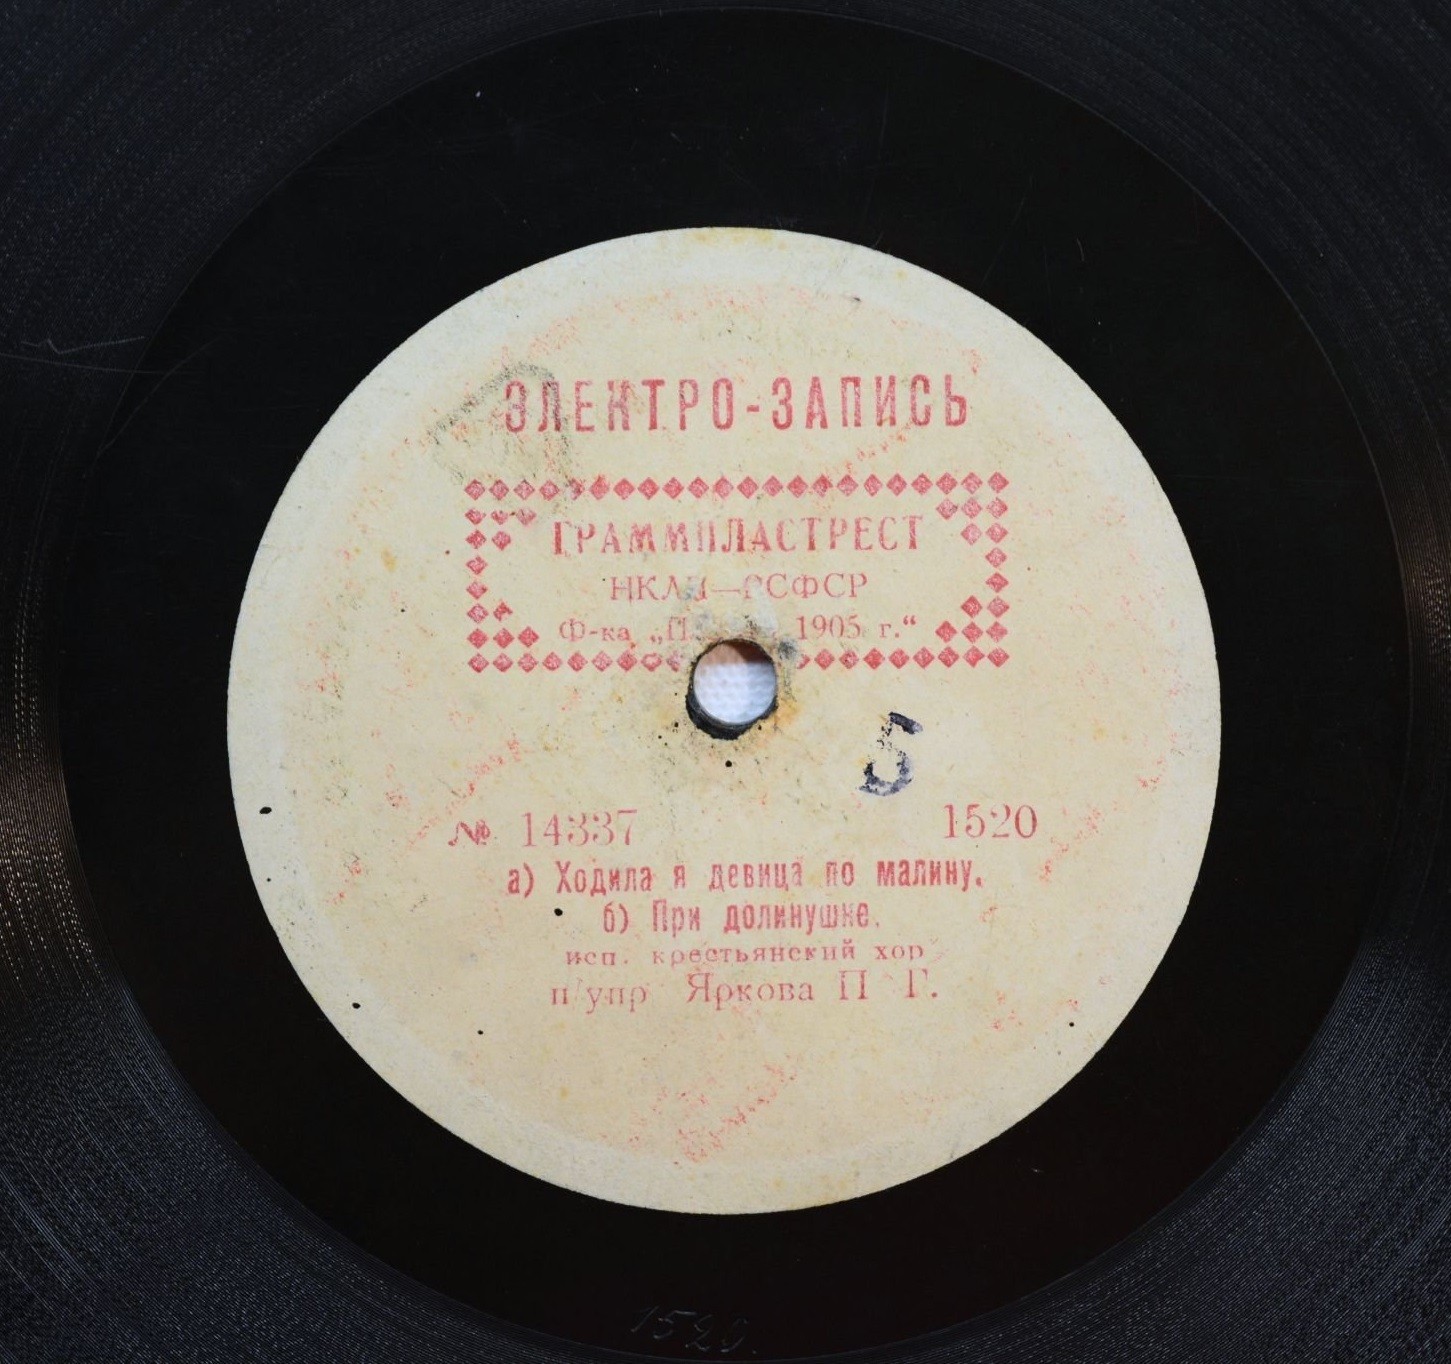 ЭЛЕКТРО-ЗАПИСЬ
ГРАММПЛАСТРЕСТ
НКЛП—РСФСР
Ф-ка 1905 г.“
5
№ 14337 1520
а) Ходила я девица по малину.
б) При долинушке.
исп. крестьянский хор
п/упр Яркова П Г.
1520.